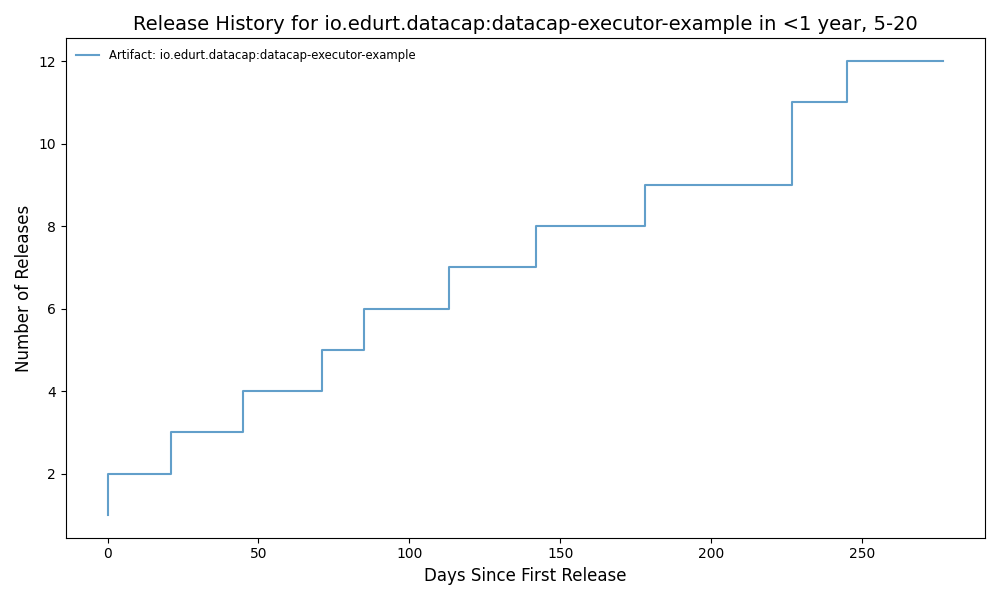 Release History for io.edurt.datacap:datacap-executor-example in <1 year, 5-20
Artifact: io.edurt.datacap:datacap-executor-example
12
10
8
6
4
2
Number of Releases
0 50 100 150 200 250
Days Since First Release